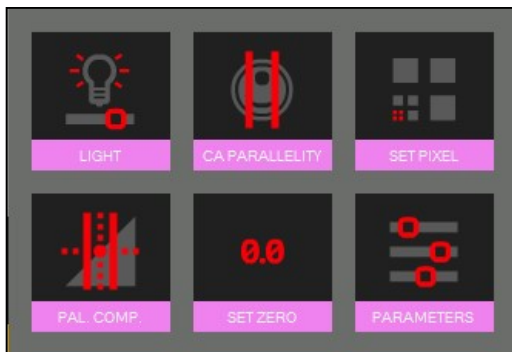 LIGHT
CA PARALLELITY
SET PIXEL
PAL. COMP.
0.0
SET ZERO
PARAMETERS